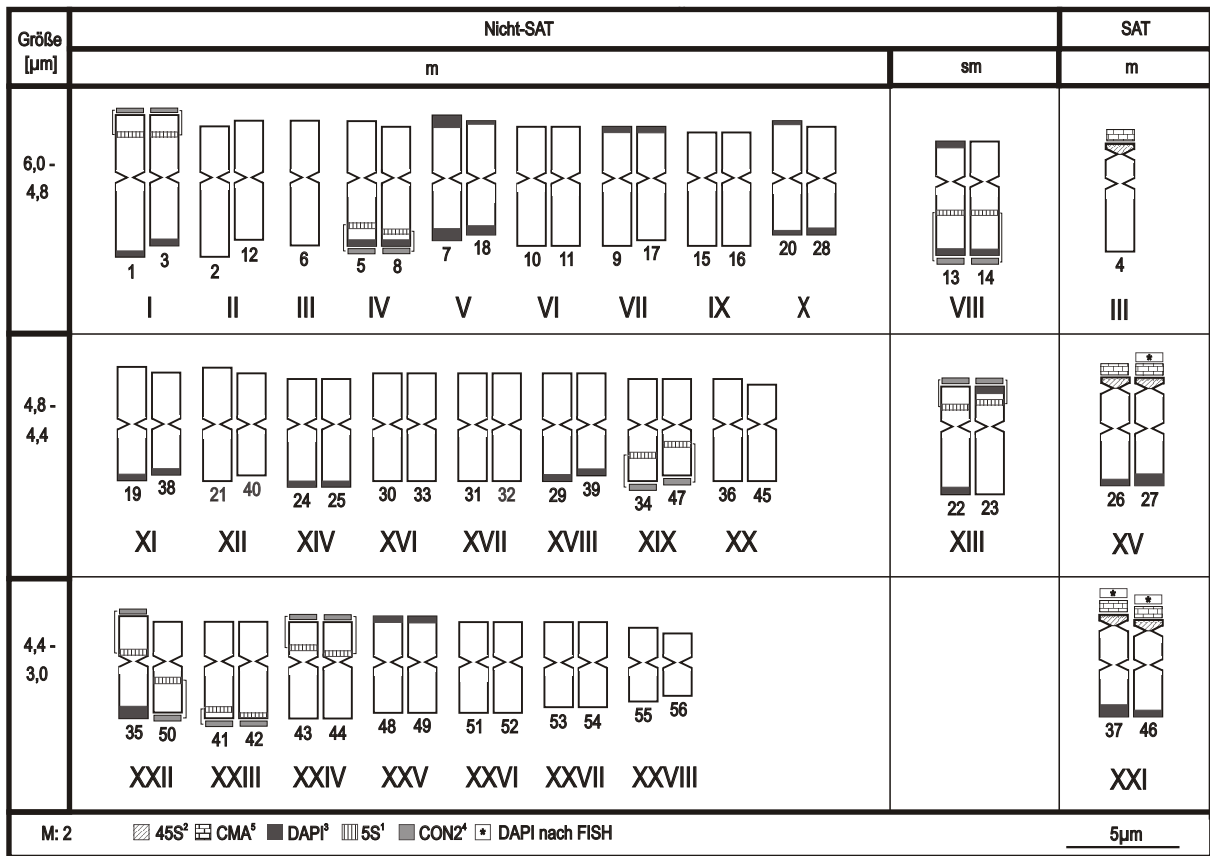 Größe
[µm]
Nicht-SAT
SAT
m
sm
m
6,0 -
4,8
1 3 2 12 6 5 8 7 18 10 11 9 17 15 16 20 28 13 14 4
I II III IV V VI VII IX X VIII III
4,8 -
4,4
*
19 38 21 40 24 25 30 33 31 32 29 39 34 47 36 45 22 23 26 27
XI XII XIV XVI XVII XVIII XIX XX XIII XV
4,4 -
3,0
* *
35 50 41 42 43 44 48 49 51 52 53 54 55 56 37 46
XXII XXIII XXIV XXV XXVI XXVII XXVIII XXI
M: 2 45S² CMA⁵ DAPI³ 5S¹ CON2⁴ * DAPI nach FISH 5µm